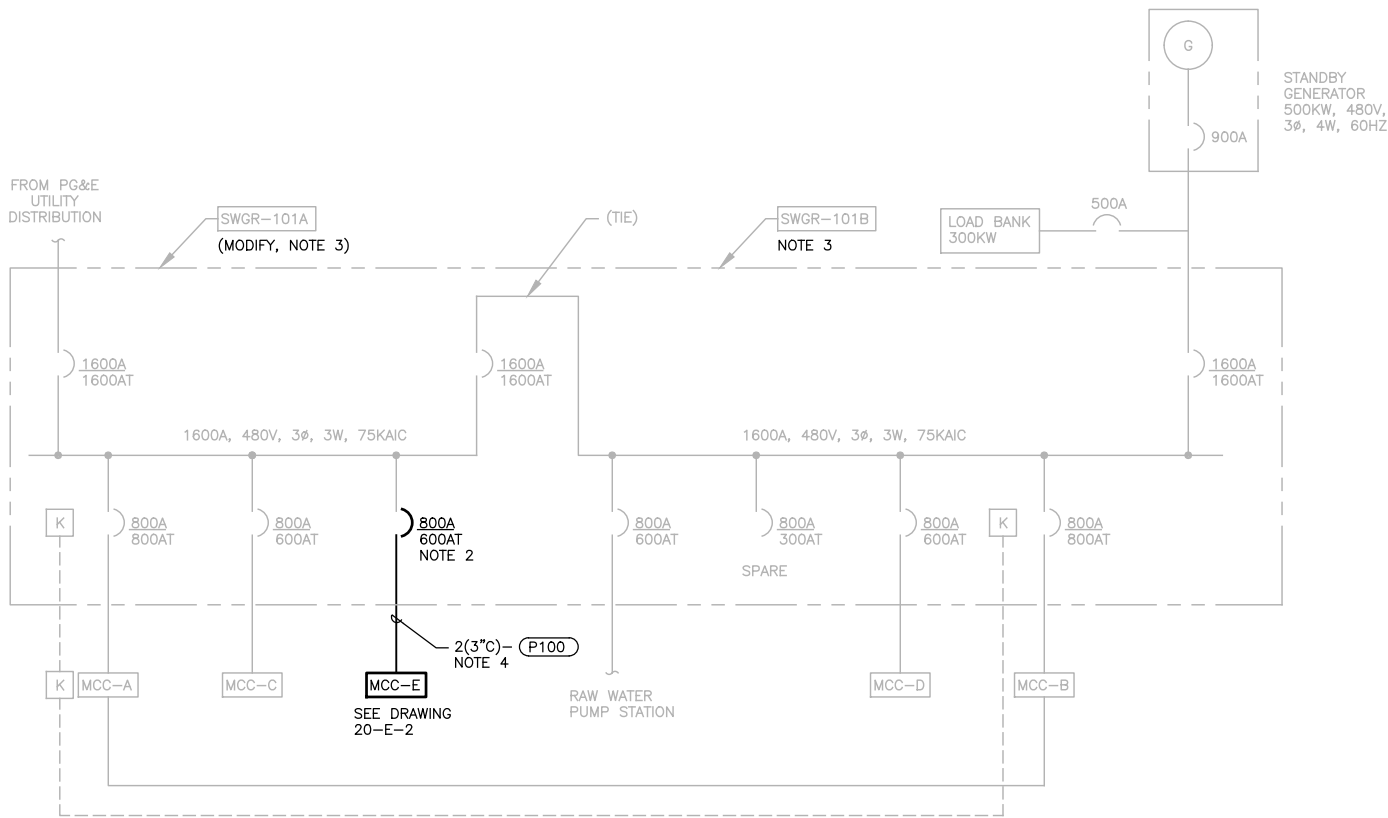 G
STANDBY
GENERATOR
500KW, 480V,
3ø, 4W, 60HZ
900A
FROM PG&E
UTILITY
DISTRIBUTION
SWGR-101A
(MODIFY, NOTE 3)
(TIE)
SWGR-101B
NOTE 3
LOAD BANK
300KW
500A
1600A
1600AT
1600A
1600AT
1600A
1600AT
1600A, 480V, 3ø, 3W, 75KAIC
1600A, 480V, 3ø, 3W, 75KAIC
K
800A
800AT
800A
600AT
800A
600AT
NOTE 2
800A
600AT
800A
300AT
SPARE
800A
600AT
K
800A
800AT
2(3"C)- P100
NOTE 4
K
MCC-A
MCC-C
MCC-E
SEE DRAWING
20-E-2
RAW WATER
PUMP STATION
MCC-D
MCC-B